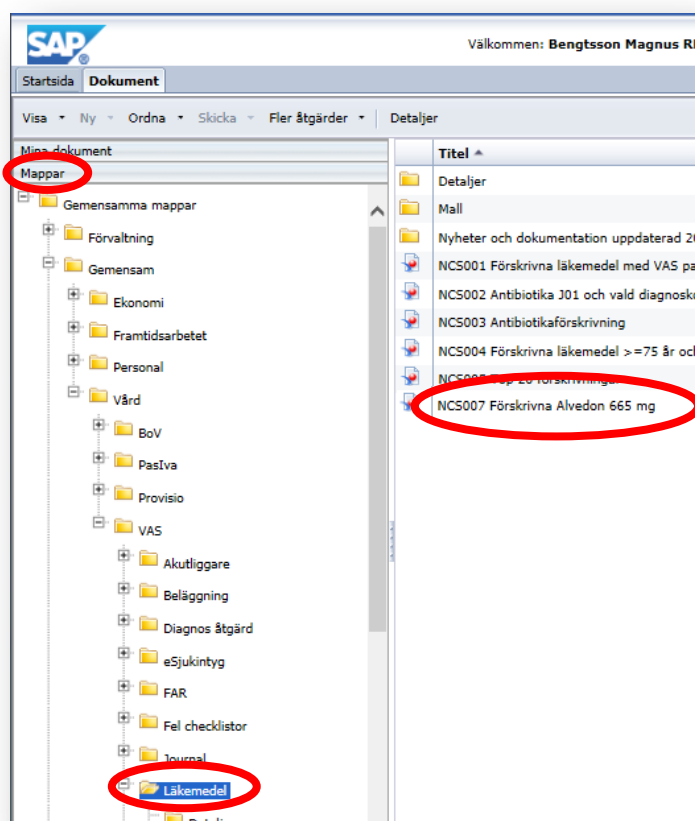 SAP®
Välkommen: Bengtsson Magnus
Startsida Dokument
Visa Ny Ordna Skicka Fler åtgärder Detaljer
Mina dokument
Mappar
Gemensamma mappar
Förvaltning
Gemensam
Ekonomi
Framtidsarbetet
Personal
Vård
BoV
PasIva
Provisio
VAS
Akutliggare
Beläggning
Diagnos åtgärd
eSjukintyg
FAR
Fel checklistor
Journal
Läkemedel
Titel
Detaljer
Mall
Nyheter och dokumentation uppdaterad
NCS001 Förskrivna läkemedel med VAS
NCS002 Antibiotika J01 och vald
NCS003 Antibiotikaförskrivning
NCS004 Förskrivna läkemedel >=75 år
NCS007 Förskrivna Alvedon 665 mg